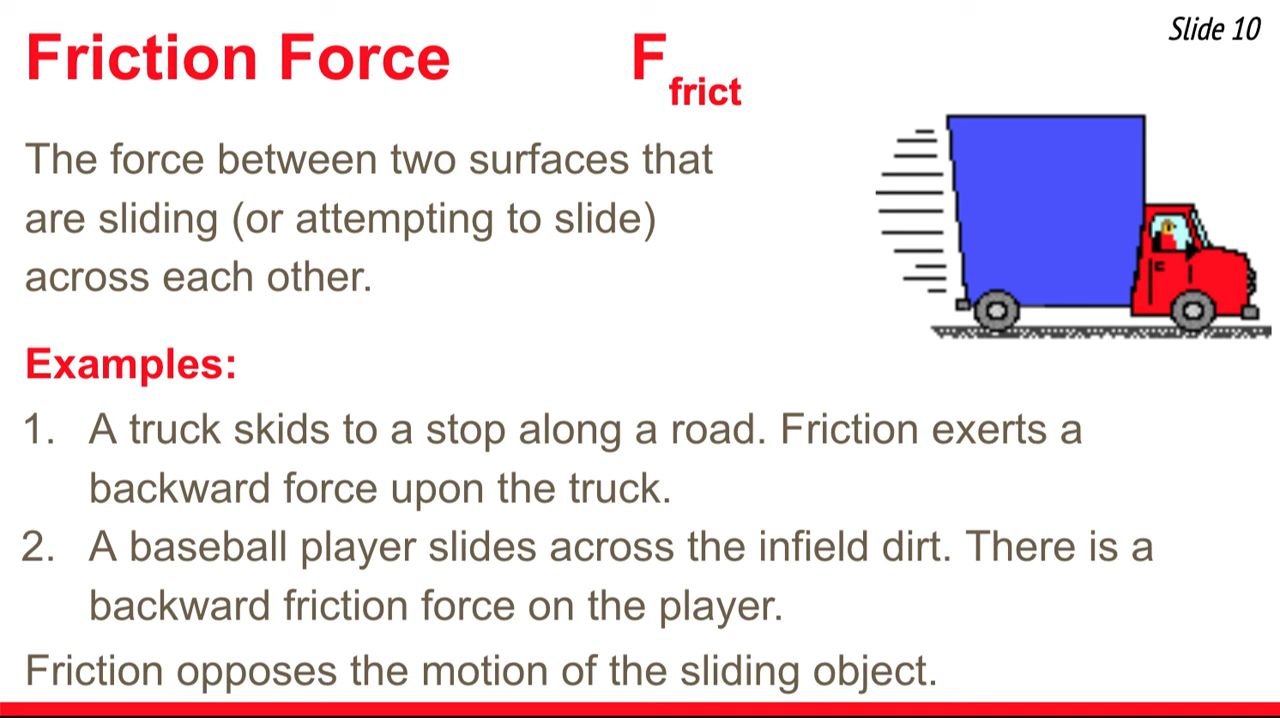 Slide 10
Friction Force F frict
The force between two surfaces that
are sliding (or attempting to slide)
across each other.
Examples:
1. A truck skids to a stop along a road. Friction exerts a
backward force upon the truck.
2. A baseball player slides across the infield dirt. There is a
backward friction force on the player.
Friction opposes the motion of the sliding object.